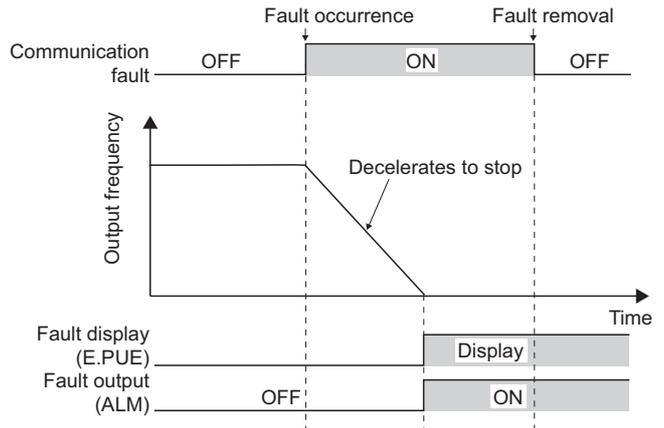 Fault occurrence
Fault removal
Communication
fault
OFF
ON
OFF
Output frequency
Decelerates to stop
Time
Fault display
(E.PUE)
Display
Fault output
(ALM)
OFF
ON